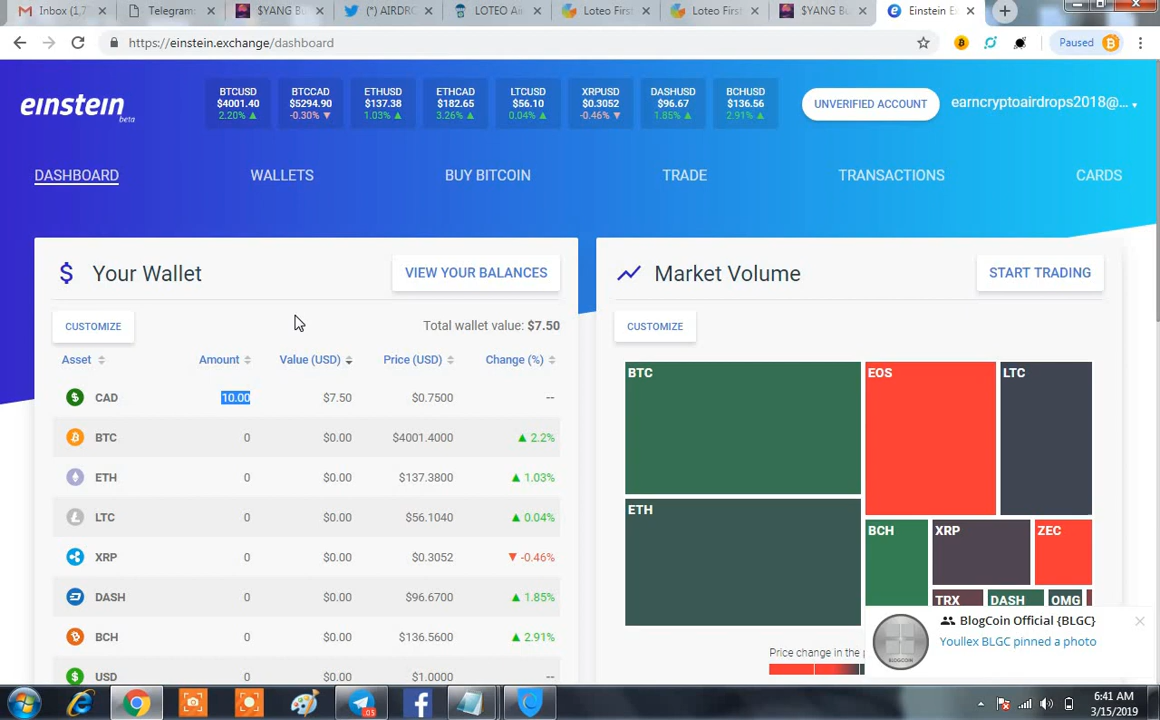 Inbox (1,7
Telegram:
$YANG Bu
(*) AIRDRO
LOTEO Ai
Loteo First
Loteo First
$YANG Bu
Einstein E
https://einstein.exchange/dashboard
Paused
einstein
beta
BTCUSD
$4001.40
2.20% ▲
BTCCAD
$5294.90
-0.30% ▼
ETHUSD
$137.38
1.03% ▲
ETHCAD
$182.65
3.26% ▲
LTCUSD
$56.10
0.04% ▲
XRPUSD
$0.3052
-0.46% ▼
DASHUSD
$96.67
1.85% ▲
BCHUSD
$136.56
2.91% ▲
UNVERIFIED ACCOUNT
earncryptoairdrops2018@...
DASHBOARD WALLETS BUY BITCOIN TRADE TRANSACTIONS CARDS
$ Your Wallet
VIEW YOUR BALANCES
CUSTOMIZE
Total wallet value: $7.50
Asset Amount Value (USD) Price (USD) Change (%)
$ CAD 10.00 $7.50 $0.7500 --
BTC 0 $0.00 $4001.4000 ▲ 2.2%
ETH 0 $0.00 $137.3800 ▲ 1.03%
LTC 0 $0.00 $56.1040 ▲ 0.04%
XRP 0 $0.00 $0.3052 ▼ -0.46%
DASH 0 $0.00 $96.6700 ▲ 1.85%
BCH 0 $0.00 $136.5600 ▲ 2.91%
$ USD 0 $0.00 $1.0000 --
Market Volume
START TRADING
CUSTOMIZE
BTC
EOS
LTC
ETH
BCH
XRP
ZEC
TRX
DASH
OMG
Price change in the p
BLOGCOIN
BlogCoin Official {BLGC}
Youllex BLGC pinned a photo
.05
6:41 AM
3/15/2019